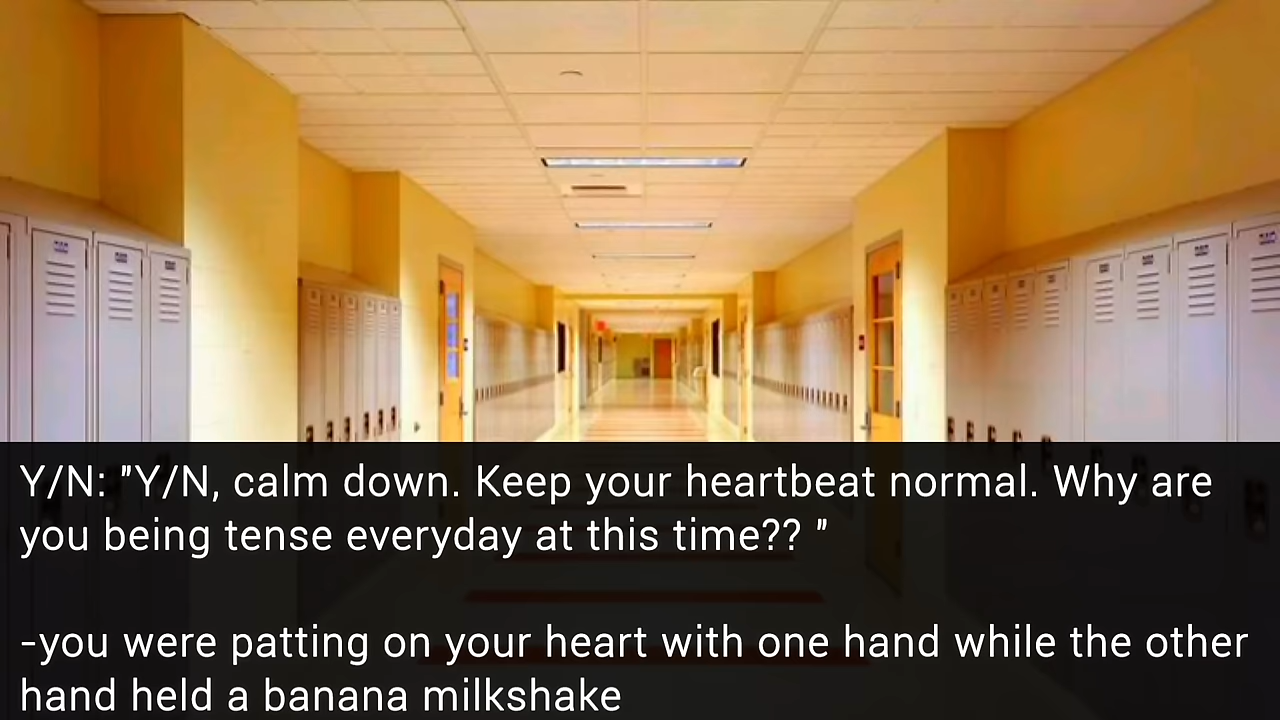 Y/N: "Y/N, calm down. Keep your heartbeat normal. Why are
you being tense everyday at this time?? "
-you were patting on your heart with one hand while the other
hand held a banana milkshake